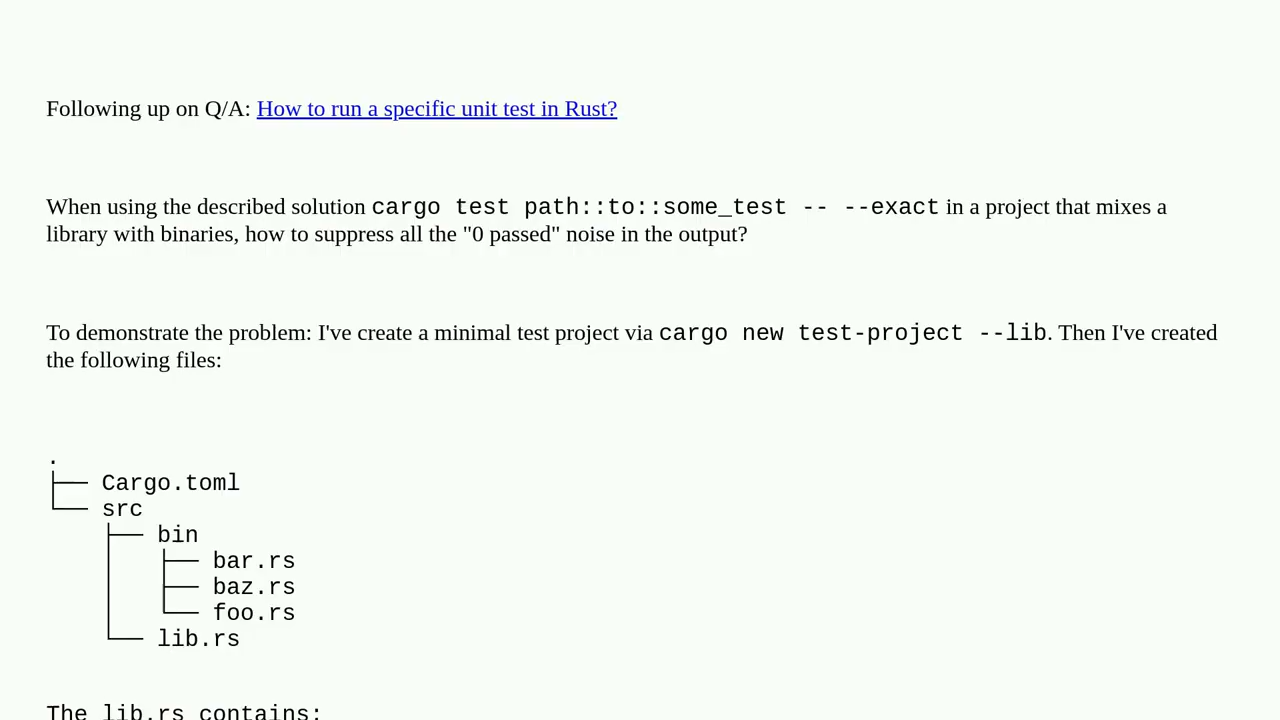 Following up on Q/A: How to run a specific unit test in Rust?
When using the described solution cargo test path::to::some_test -- --exact in a project that mixes a
library with binaries, how to suppress all the "0 passed" noise in the output?
To demonstrate the problem: I've create a minimal test project via cargo new test-project --lib. Then I've created
the following files:
.
├── Cargo.toml
└── src
    ├── bin
    │   ├── bar.rs
    │   ├── baz.rs
    │   └── foo.rs
    └── lib.rs
The lib.rs contains: